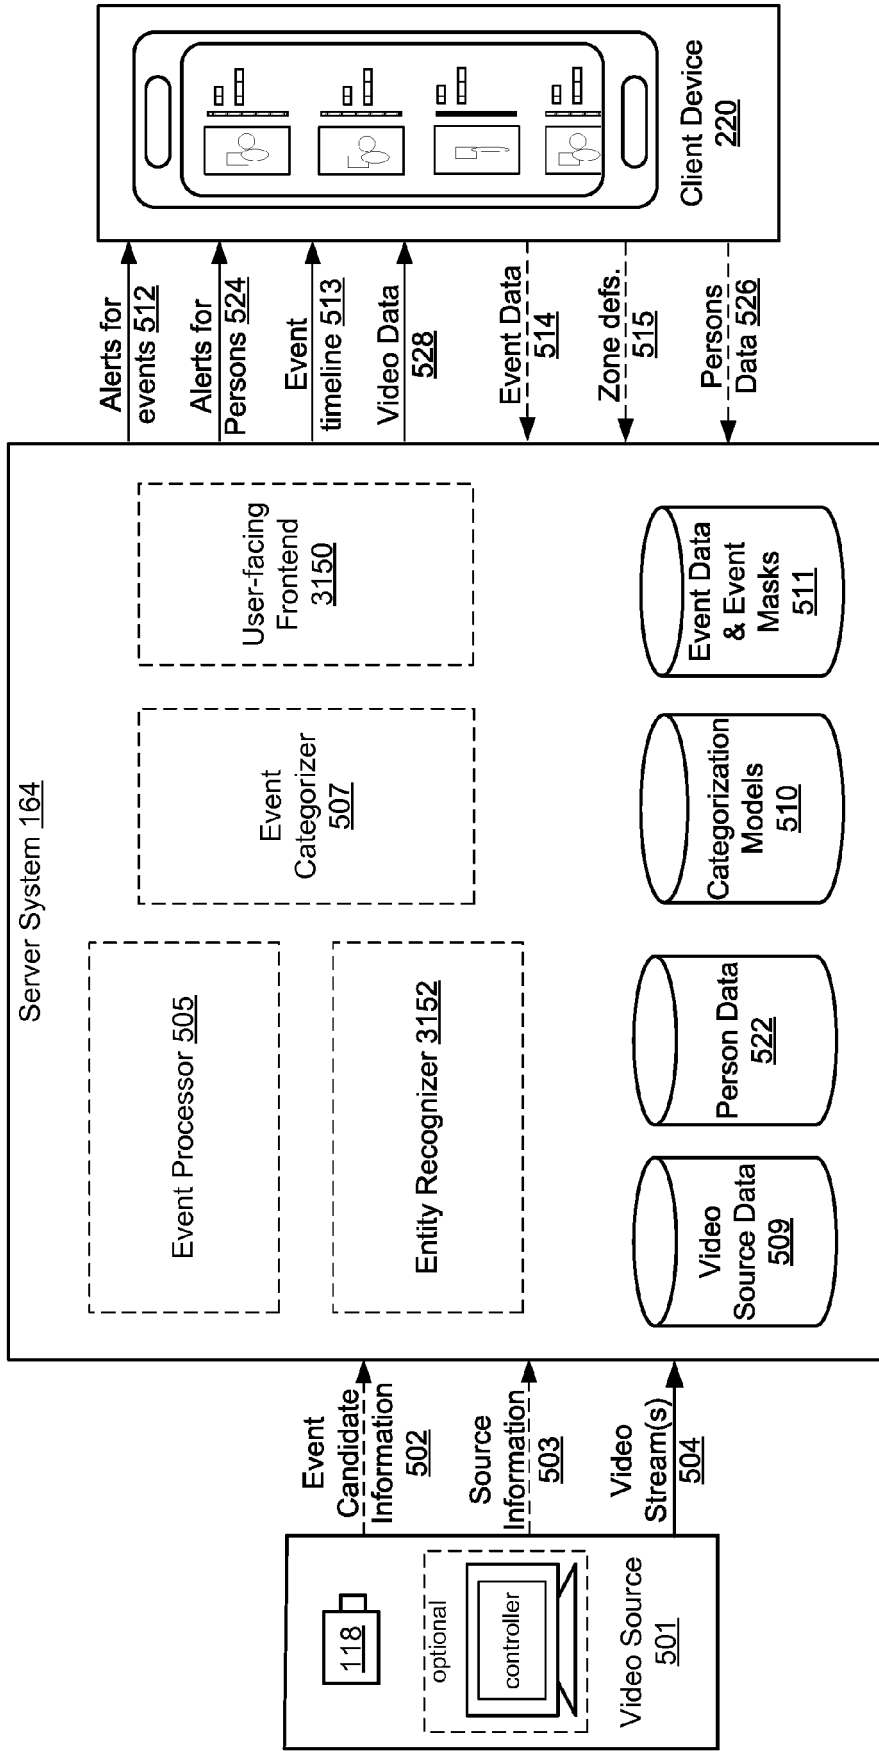 Server System 164
Event Processor 505
Entity Recognizer 3152
Event
Categorizer
507
User-facing
Frontend
3150
Video
Source Data
509
Person Data
522
Categorization
Models
510
Event Data
& Event
Masks
511
118
optional
controller
Video Source
501
Event
Candidate
Information
502
Source
Information
503
Video
Stream(s)
504
Alerts for
events 512
Alerts for
Persons 524
Event
timeline 513
Video Data
528
Event Data
514
Zone defs.
515
Persons
Data 526
Client Device
220